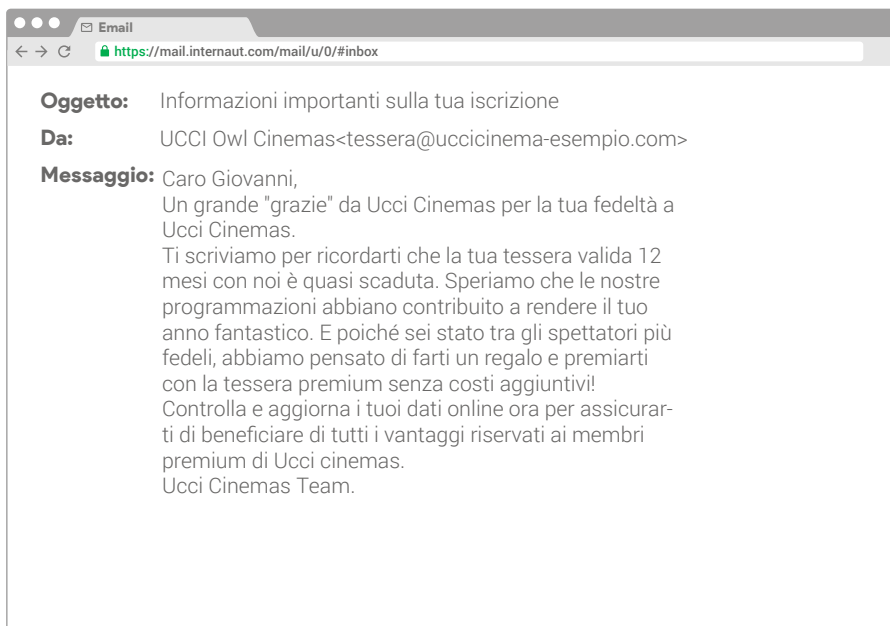 Email
https://mail.internaut.com/mail/u/0/#inbox
Oggetto: Informazioni importanti sulla tua iscrizione
Da: UCCI Owl Cinemas<tessera@uccicinema-esempio.com>
Messaggio: Caro Giovanni,
Un grande "grazie" da Ucci Cinemas per la tua fedeltà a
Ucci Cinemas.
Ti scriviamo per ricordarti che la tua tessera valida 12
mesi con noi è quasi scaduta. Speriamo che le nostre
programmazioni abbiano contribuito a rendere il tuo
anno fantastico. E poiché sei stato tra gli spettatori più
fedeli, abbiamo pensato di farti un regalo e premiarti
con la tessera premium senza costi aggiuntivi!
Controlla e aggiorna i tuoi dati online ora per assicurar-
ti di beneficiare di tutti i vantaggi riservati ai membri
premium di Ucci cinemas.
Ucci Cinemas Team.